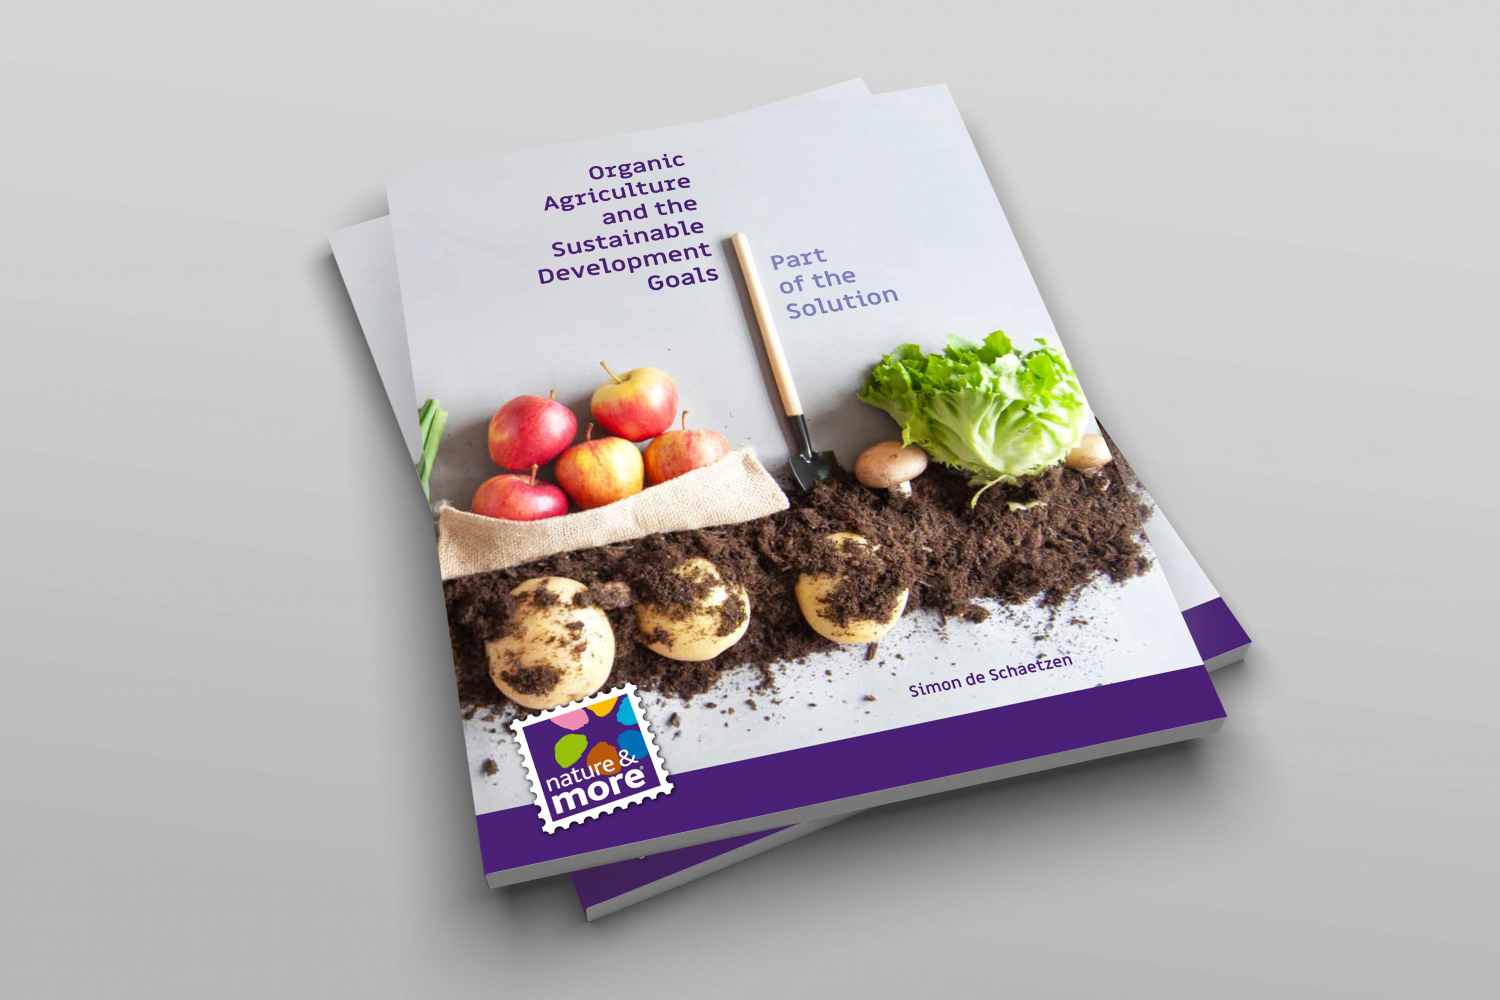 Organic
Agriculture
and the
Sustainable
Development
Goals
Part
of the
Solution
Simon de Schaetzen
nature &
more®